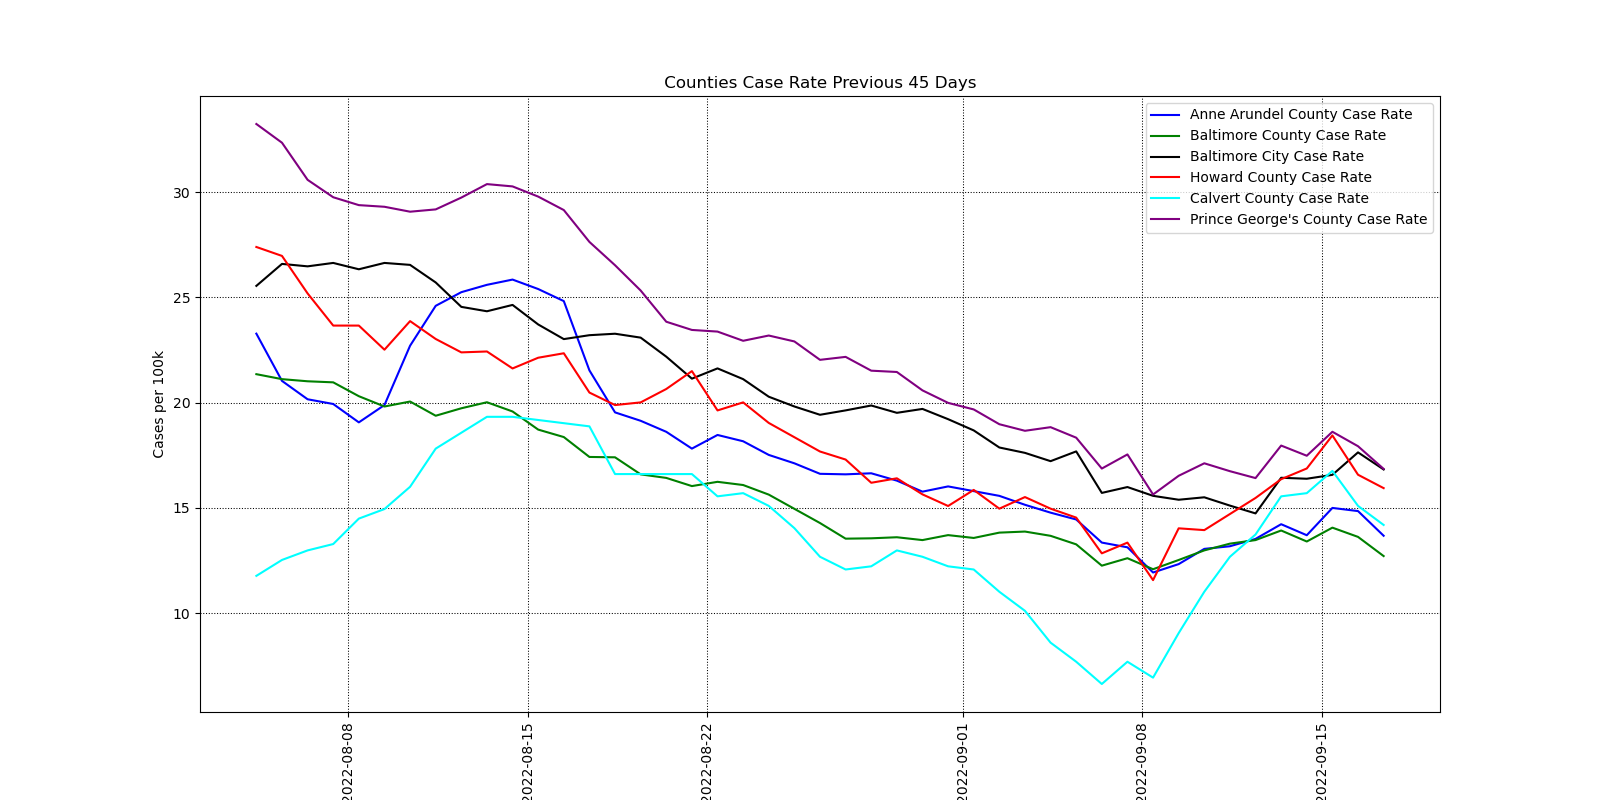 Counties Case Rate Previous 45 Days
Anne Arundel County Case Rate
Baltimore County Case Rate
Baltimore City Case Rate
Howard County Case Rate
Calvert County Case Rate
Prince George's County Case Rate
Cases per 100k
30
25
20
15
10
2022-08-08
2022-08-15
2022-08-22
2022-09-01
2022-09-08
2022-09-15